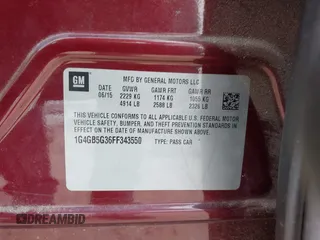 GM
MFD BY GENERAL MOTORS LLC
DATE GVWR GAWR FRT GAWR RR
06/15 2229 KG 1174 KG 1055 KG
4914 LB 2588 LB 2326 LB
THIS VEHICLE CONFORMS TO ALL APPLICABLE U.S. FEDERAL MOTOR
VEHICLE SAFETY, BUMPER, AND THEFT PREVENTION STANDARDS IN
EFFECT ON THE DATE OF MANUFACTURE SHOWN ABOVE.
1G4GB5G36FF343550 TYPE: PASS CAR
DREAMBID